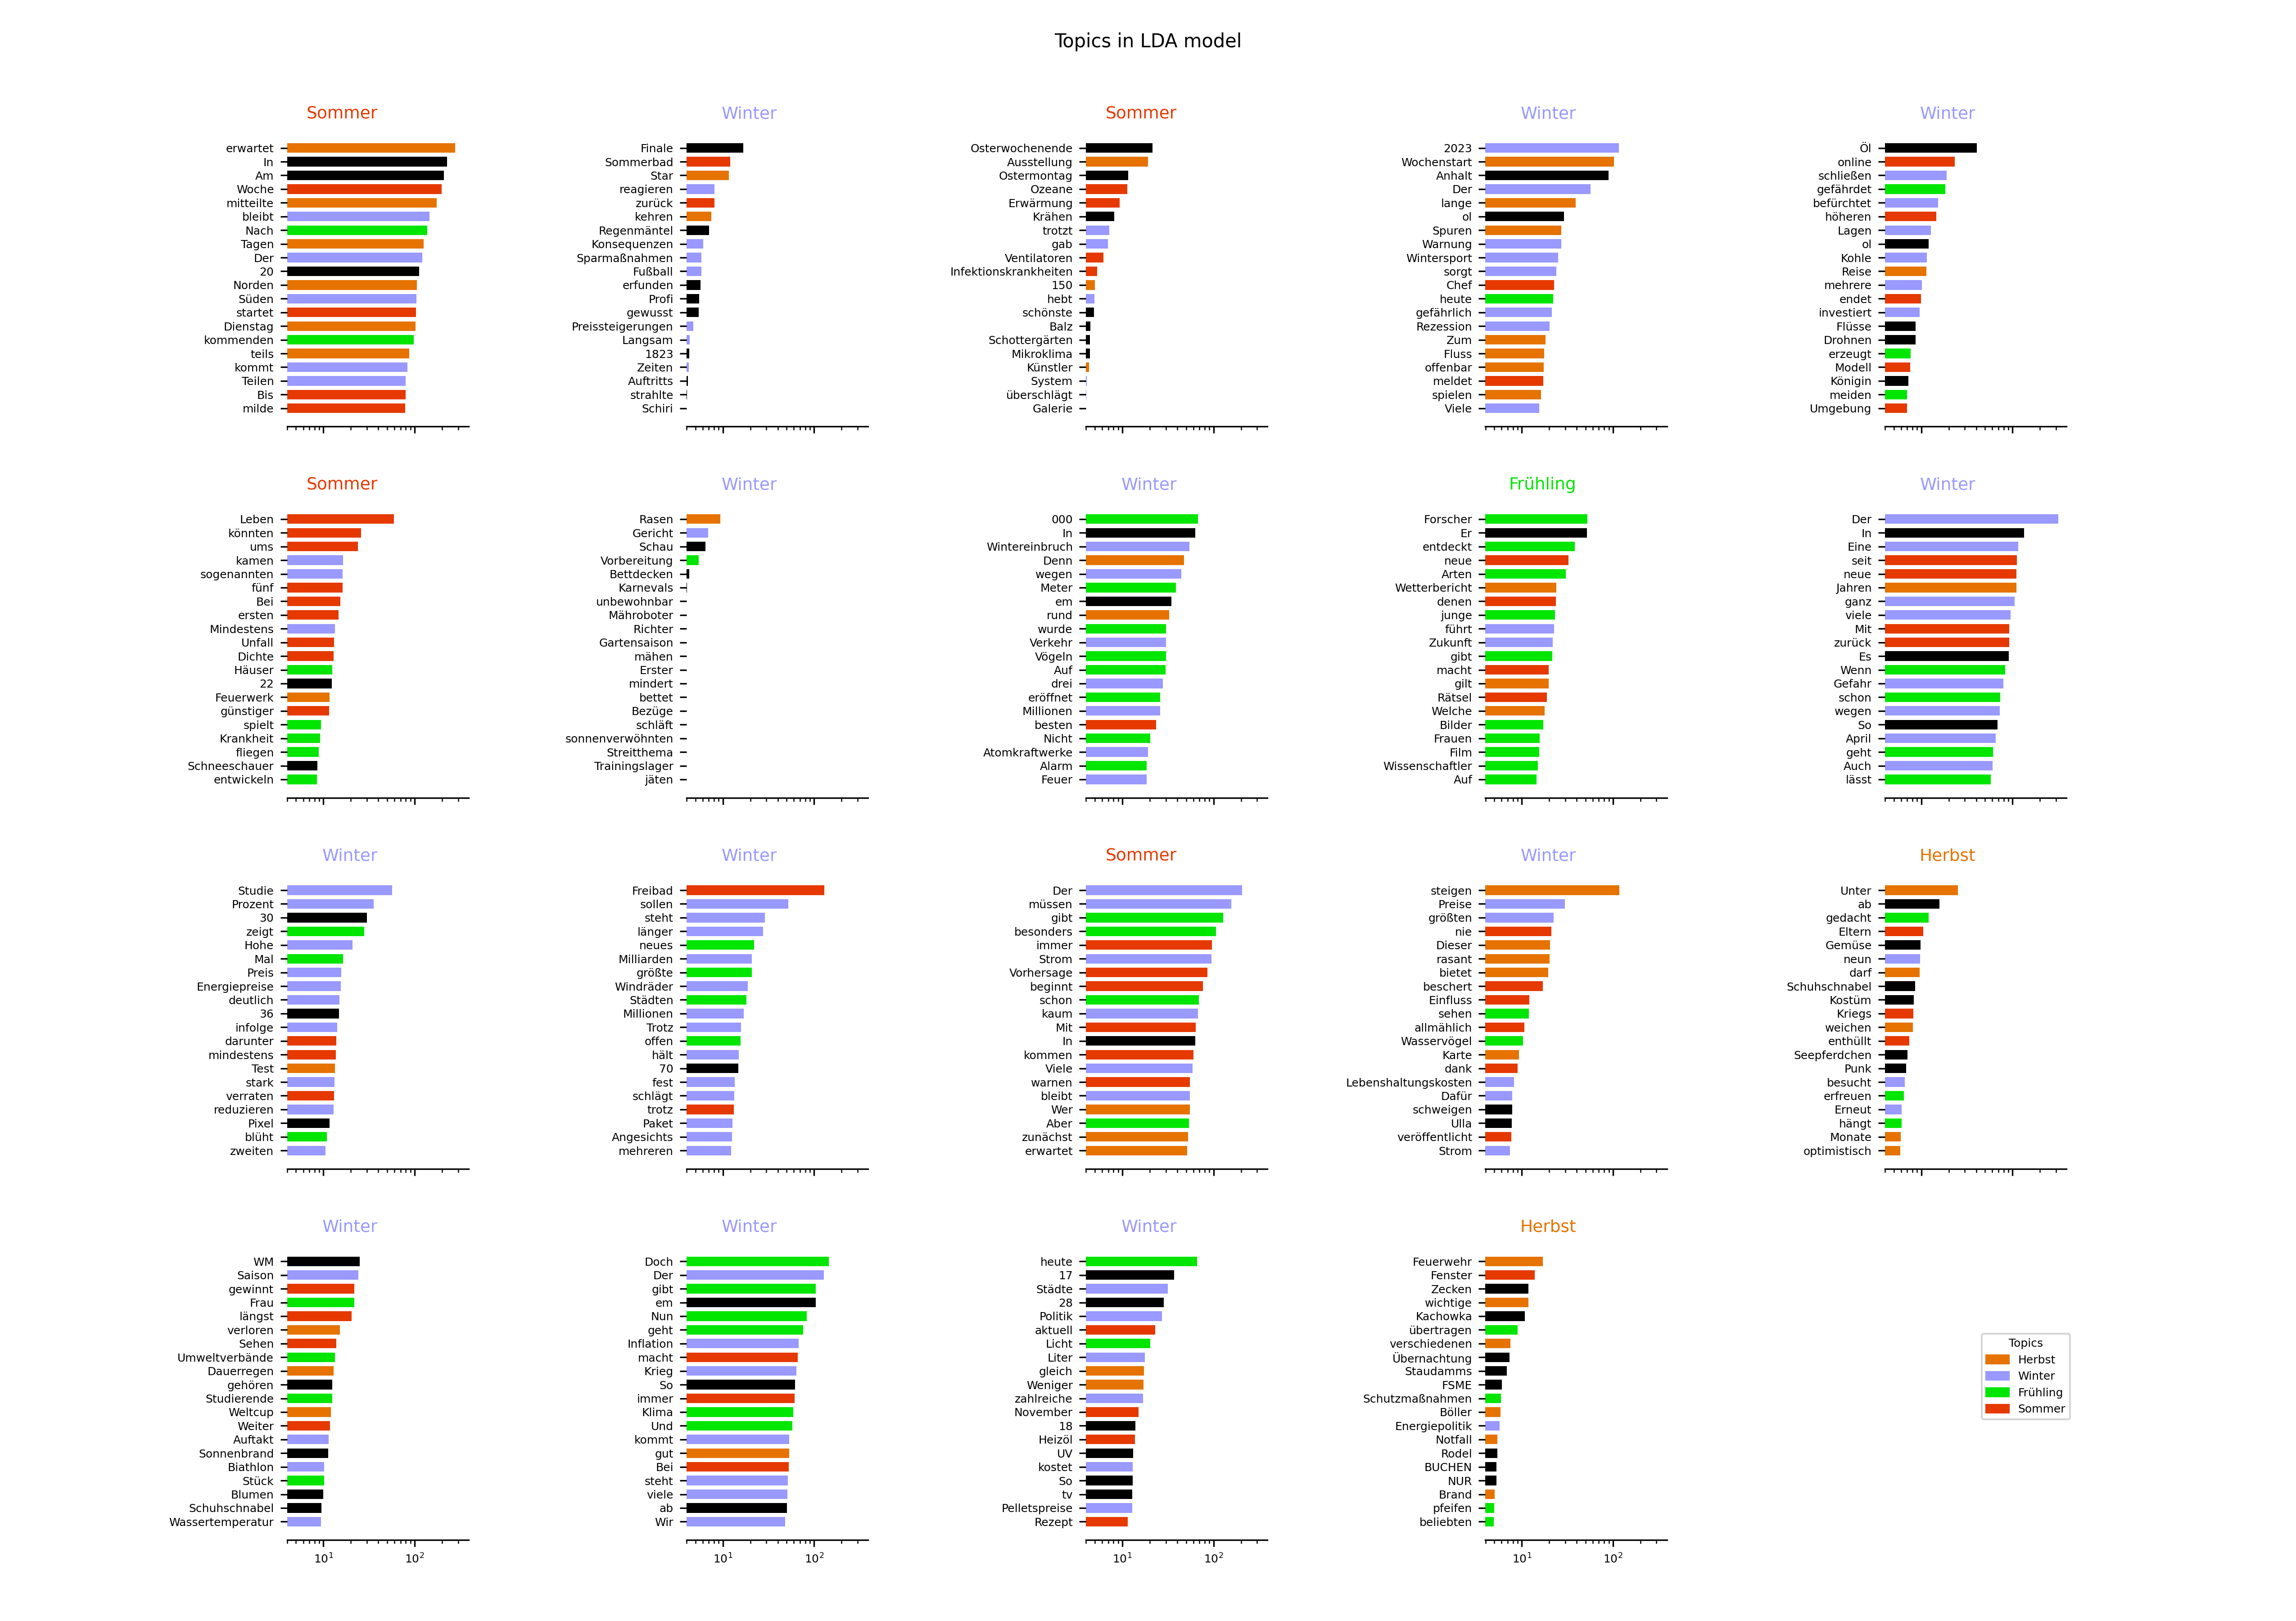 Topics in LDA model
Sommer
erwartet
In
Am
Woche
mitteilte
bleibt
Nach
Tagen
Der
20
Norden
Süden
startet
Dienstag
kommenden
teils
kommt
Teilen
Bis
milde
Winter
Finale
Sommerbad
Star
reagieren
zurück
kehren
Regenmäntel
Konsequenzen
Sparmaßnahmen
Fußball
erfunden
Profi
gewusst
Preissteigerungen
Langsam
1823
Zeiten
Auftritts
strahlte
Schiri
Sommer
Osterwochenende
Ausstellung
Ostermontag
Ozeane
Erwärmung
Krähen
trotzt
gab
Ventilatoren
Infektionskrankheiten
150
hebt
schönste
Balz
Schottergärten
Mikroklima
Künstler
System
überschlägt
Galerie
Winter
2023
Wochenstart
Anhalt
Der
lange
ol
Spuren
Warnung
Wintersport
sorgt
Chef
heute
gefährlich
Rezession
Zum
Fluss
offenbar
meldet
spielen
Viele
Winter
Öl
online
schließen
gefährdet
befürchtet
höheren
Lagen
ol
Kohle
Reise
mehrere
endet
investiert
Flüsse
Drohnen
erzeugt
Modell
Königin
meiden
Umgebung
Sommer
Leben
könnten
ums
kamen
sogenannten
fünf
Bei
ersten
Mindestens
Unfall
Dichte
Häuser
22
Feuerwerk
günstiger
spielt
Krankheit
fliegen
Schneeschauer
entwickeln
Winter
Rasen
Gericht
Schau
Vorbereitung
Bettdecken
Karnevals
unbewohnbar
Mähroboter
Richter
Gartensaison
mähen
Erster
mindert
bettet
Bezüge
schläft
sonnenverwöhnten
Streitthema
Trainingslager
jäten
Winter
000
In
Wintereinbruch
Denn
wegen
Meter
em
rund
wurde
Verkehr
Vögeln
Auf
drei
eröffnet
Millionen
besten
Nicht
Atomkraftwerke
Alarm
Feuer
Frühling
Forscher
Er
entdeckt
neue
Arten
Wetterbericht
denen
junge
führt
Zukunft
gibt
macht
gilt
Rätsel
Welche
Bilder
Frauen
Film
Wissenschaftler
Auf
Winter
Der
In
Eine
seit
neue
Jahren
ganz
viele
Mit
zurück
Es
Wenn
Gefahr
schon
wegen
So
April
geht
Auch
lässt
Winter
Studie
Prozent
30
zeigt
Hohe
Mal
Preis
Energiepreise
deutlich
36
infolge
darunter
mindestens
Test
stark
verraten
reduzieren
Pixel
blüht
zweiten
Winter
Freibad
sollen
steht
länger
neues
Milliarden
größte
Windräder
Städten
Millionen
Trotz
offen
hält
70
fest
schlägt
trotz
Paket
Angesichts
mehreren
Sommer
Der
müssen
gibt
besonders
immer
Strom
Vorhersage
beginnt
schon
kaum
Mit
In
kommen
Viele
warnen
bleibt
Wer
Aber
zunächst
erwartet
Winter
steigen
Preise
größten
nie
Dieser
rasant
bietet
beschert
Einfluss
sehen
allmählich
Wasservögel
Karte
dank
Lebenshaltungskosten
Dafür
schweigen
Ulla
veröffentlicht
Strom
Herbst
Unter
ab
gedacht
Eltern
Gemüse
neun
darf
Schuhschnabel
Kostüm
Kriegs
weichen
enthüllt
Seepferdchen
Punk
besucht
erfreuen
Erneut
hängt
Monate
optimistisch
Winter
WM
Saison
gewinnt
Frau
längst
verloren
Sehen
Umweltverbände
Dauerregen
gehören
Studierende
Weltcup
Weiter
Auftakt
Sonnenbrand
Biathlon
Stück
Blumen
Schuhschnabel
Wassertemperatur
10¹ 10²
Winter
Doch
Der
gibt
em
Nun
geht
Inflation
macht
Krieg
So
immer
Klima
Und
kommt
gut
Bei
steht
viele
ab
Wir
10¹ 10²
Winter
heute
17
Städte
28
Politik
aktuell
Licht
Liter
gleich
Weniger
zahlreiche
November
18
Heizöl
UV
kostet
So
tv
Pelletspreise
Rezept
10¹ 10²
Herbst
Feuerwehr
Fenster
Zecken
wichtige
Kachowka
übertragen
verschiedenen
Übernachtung
Staudamms
FSME
Schutzmaßnahmen
Böller
Energiepolitik
Notfall
Rodel
BUCHEN
NUR
Brand
pfeifen
beliebten
10¹ 10²
Topics
Herbst
Winter
Frühling
Sommer